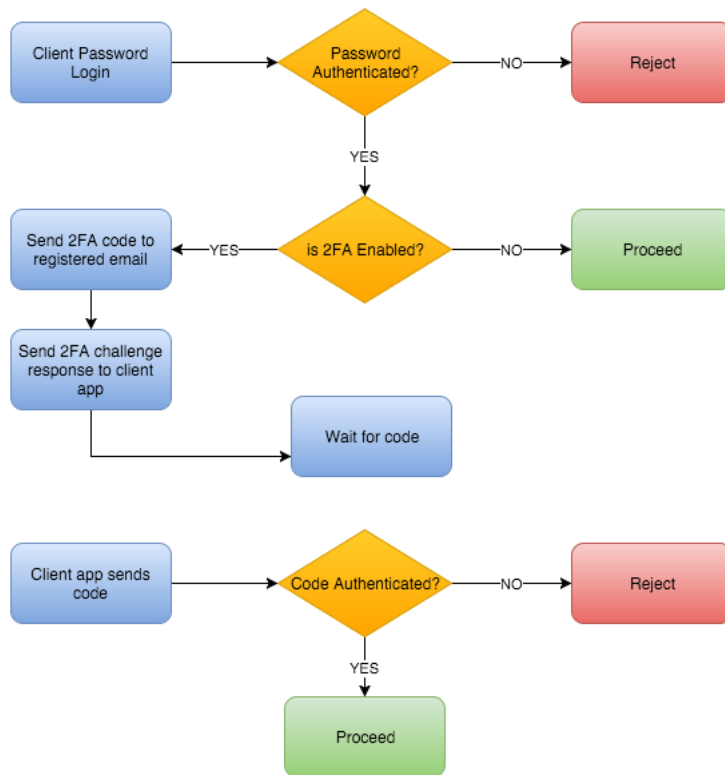 Client Password
Login
Password
Authenticated?
NO
Reject
YES
Send 2FA code to
registered email
YES
is 2FA Enabled?
NO
Proceed
Send 2FA challenge
response to client
app
Wait for code
Client app sends
code
Code Authenticated?
NO
Reject
YES
Proceed